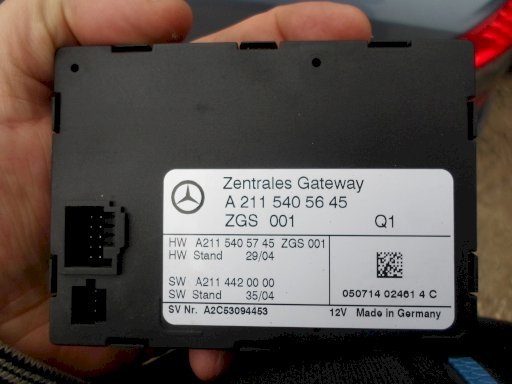 Zentrales Gateway
A 211 540 56 45
ZGS 001 Q1
HW A211 540 57 45 ZGS 001
HW Stand 29/04
SW A211 442 00 00
SW Stand 35/04
050714 02461 4 C
SV Nr. A2C53094453
12V Made in Germany